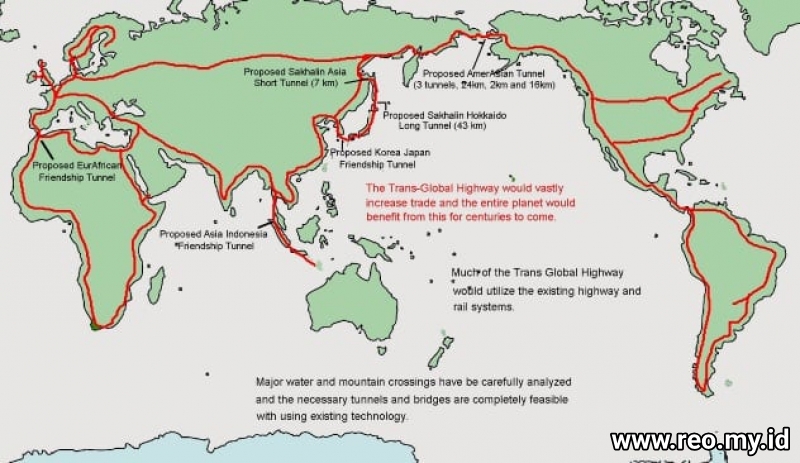 Proposed Sakhalin Asia
Short Tunnel (7 km)
Proposed AmerAsian Tunnel
(3 tunnels, 24km, 2km and 16km)
Proposed Sakhalin Hokkaido
Long Tunnel (43 km)
Proposed Korea Japan
Friendship Tunnel
Proposed EurAfrican
Friendship Tunnel
The Trans-Global Highway would vastly
increase trade and the entire planet would
benefit from this for centuries to come.
Proposed Asia Indonesia
Friendship Tunnel
Much of the Trans Global Highway
would utilize the existing highway and
rail systems.
Major water and mountain crossings have be carefully analyzed
and the necessary tunnels and bridges are completely feasible
with using existing technology.
www.reo.my.id